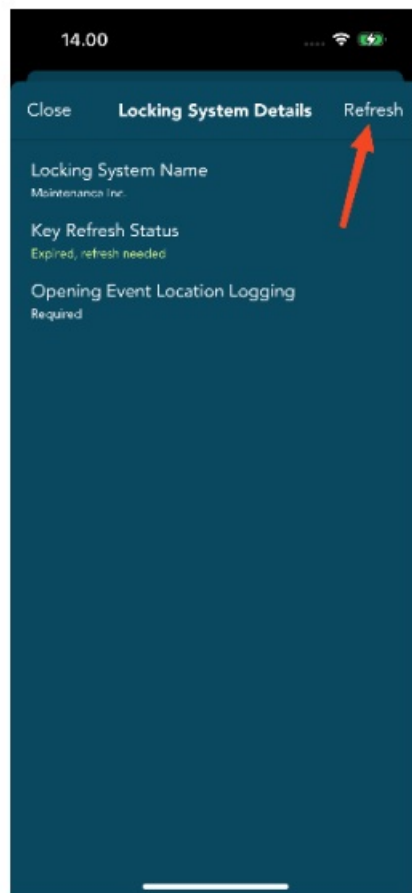 14.00
Close Locking System Details Refresh
Locking System Name
Maintenance Inc.
Key Refresh Status
Expired, refresh needed
Opening Event Location Logging
Required